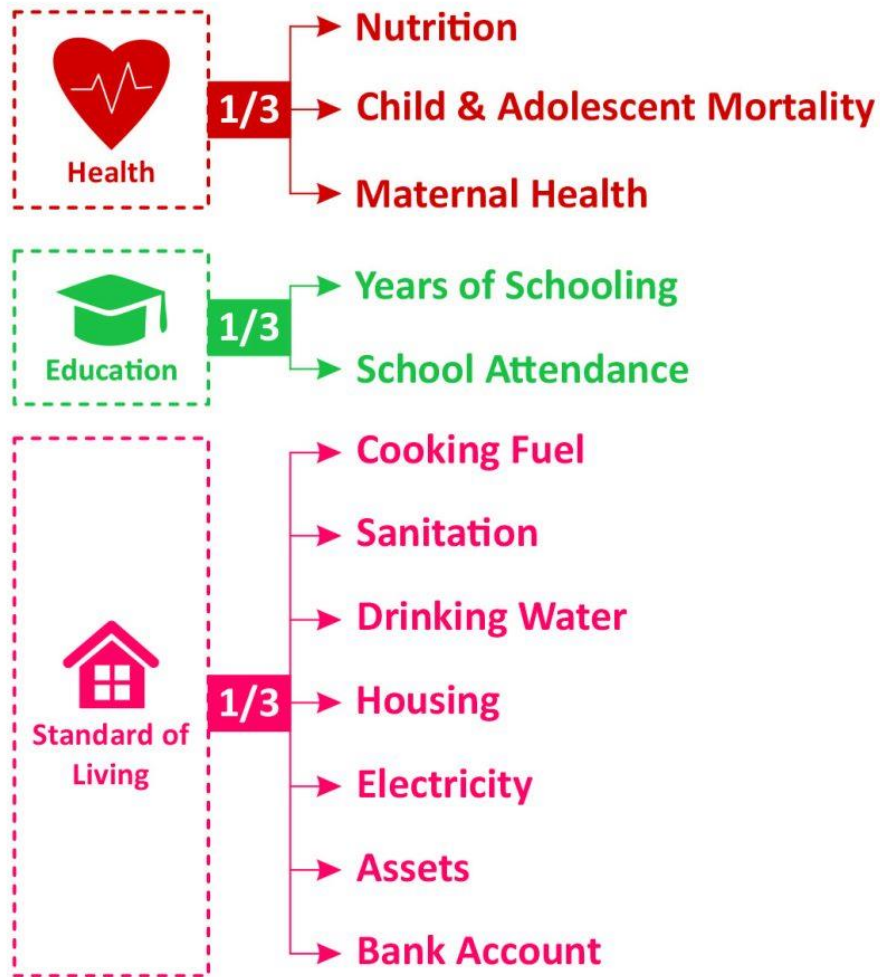 Health
1/3
Nutrition
Child & Adolescent Mortality
Maternal Health
Education
1/3
Years of Schooling
School Attendance
Standard of
Living
1/3
Cooking Fuel
Sanitation
Drinking Water
Housing
Electricity
Assets
Bank Account